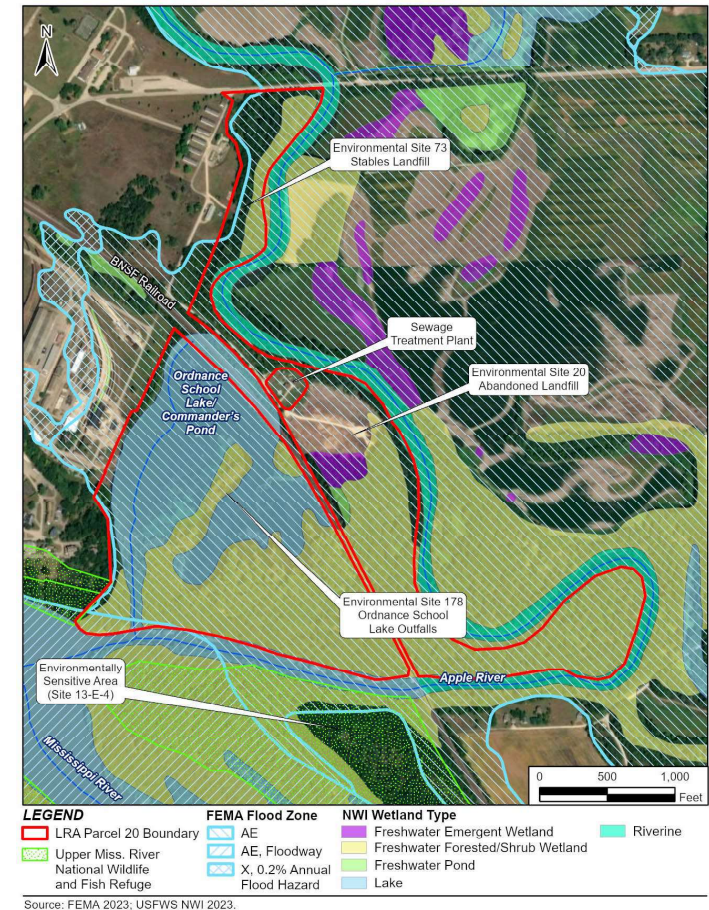 N
Environmental Site 73
Stables Landfill
BNSF Railroad
Sewage
Treatment Plant
Ordnance
School
Lake/
Commander's
Pond
Environmental Site 20
Abandoned Landfill
Environmental Site 178
Ordnance School
Lake Outfalls
Environmentally
Sensitive Area
(Site 13-E-4)
Apple River
Mississippi River
0 500 1,000
Feet
LEGEND
LRA Parcel 20 Boundary
Upper Miss. River
National Wildlife
and Fish Refuge
FEMA Flood Zone
AE
AE, Floodway
X, 0.2% Annual
Flood Hazard
NWI Wetland Type
Freshwater Emergent Wetland
Freshwater Forested/Shrub Wetland
Freshwater Pond
Lake
Riverine
Source: FEMA 2023; USFWS NWI 2023.